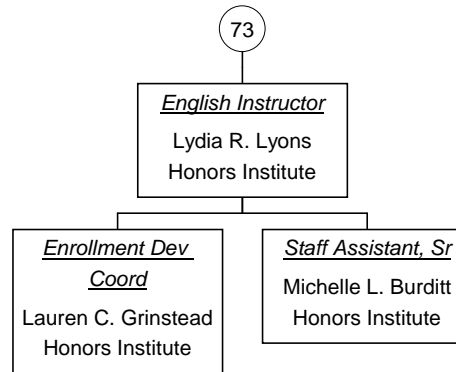 73
English Instructor
Lydia R. Lyons
Honors Institute
Enrollment Dev
Coord
Lauren C. Grinstead
Honors Institute
Staff Assistant, Sr
Michelle L. Burditt
Honors Institute